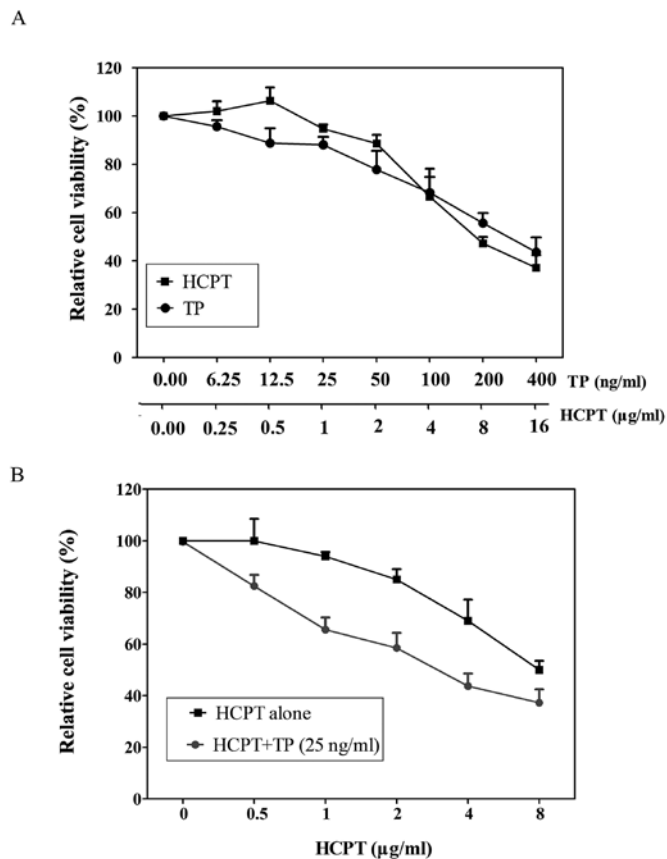 A
120
100
80
60
40
20
0
Relative cell viability (%)
HCPT
TP
0.00 6.25 12.5 25 50 100 200 400 TP (ng/ml)
0.00 0.25 0.5 1 2 4 8 16 HCPT (µg/ml)
B
120
100
80
60
40
20
0
Relative cell viability (%)
HCPT alone
HCPT+TP (25 ng/ml)
0 0.5 1 2 4 8
HCPT (µg/ml)